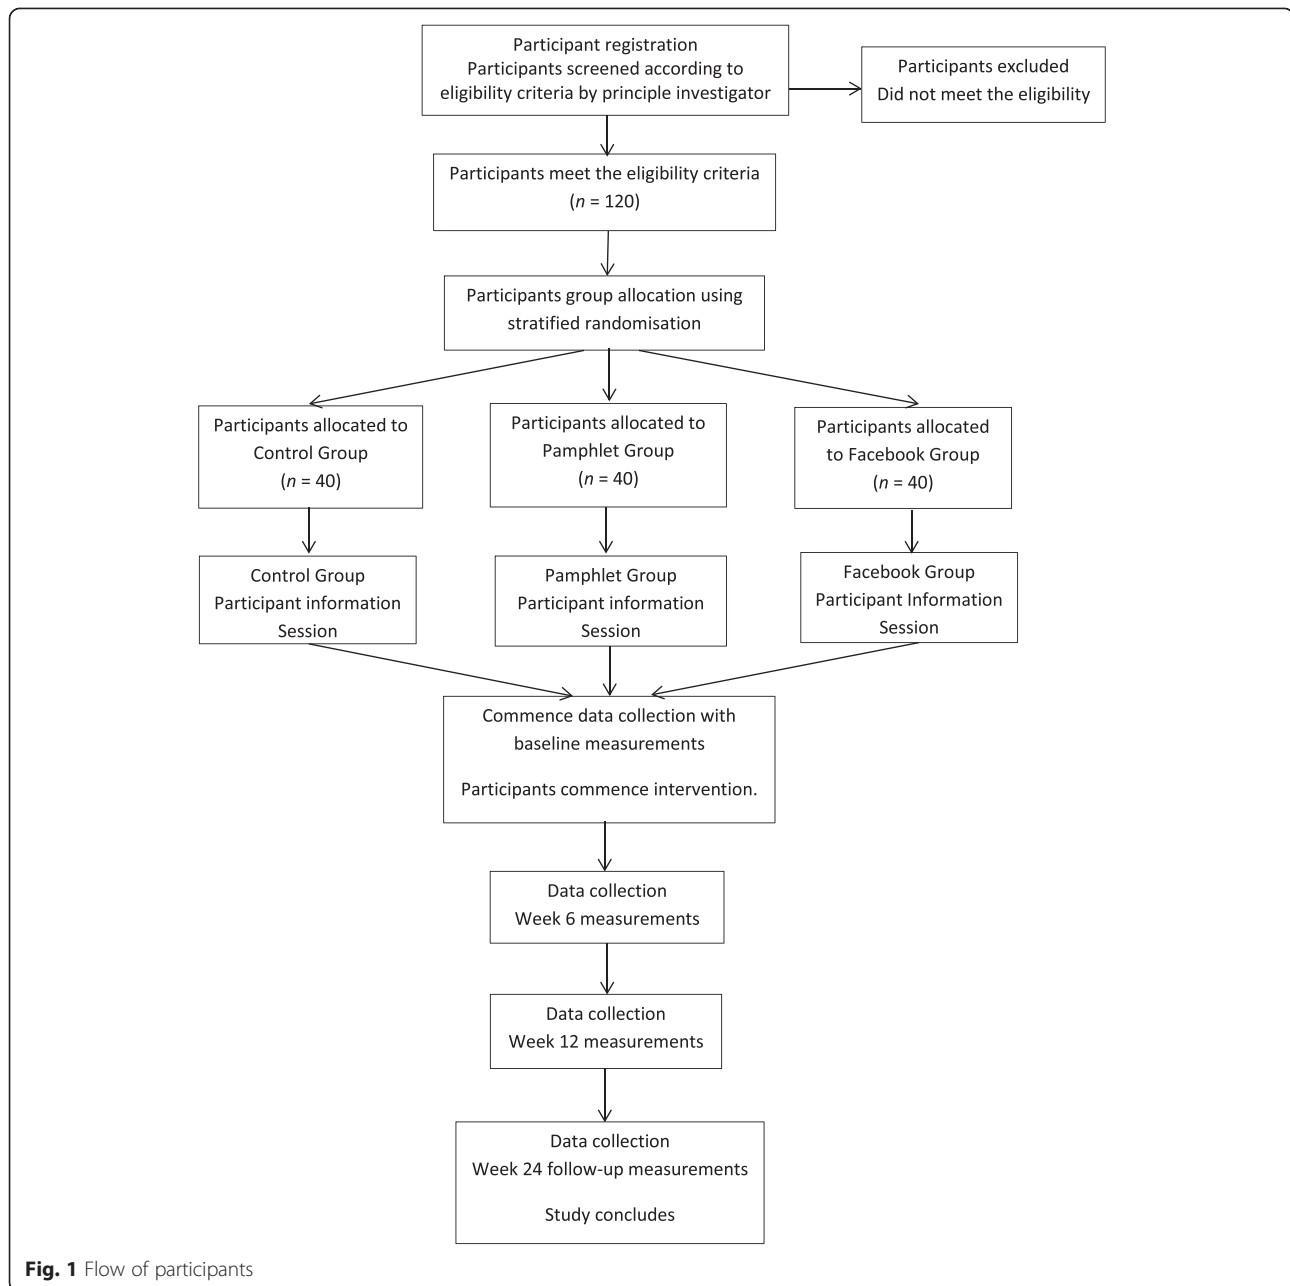 Participant registration
Participants screened according to
eligibility criteria by principle investigator
Participants excluded
Did not meet the eligibility
Participants meet the eligibility criteria
(n = 120)
Participants group allocation using
stratified randomisation
Participants allocated to
Control Group
(n = 40)
Participants allocated to
Pamphlet Group
(n = 40)
Participants allocated
to Facebook Group
(n = 40)
Control Group
Participant information
Session
Pamphlet Group
Participant information
Session
Facebook Group
Participant Information
Session
Commence data collection with
baseline measurements
Participants commence intervention.
Data collection
Week 6 measurements
Data collection
Week 12 measurements
Data collection
Week 24 follow-up measurements
Study concludes
Fig. 1 Flow of participants